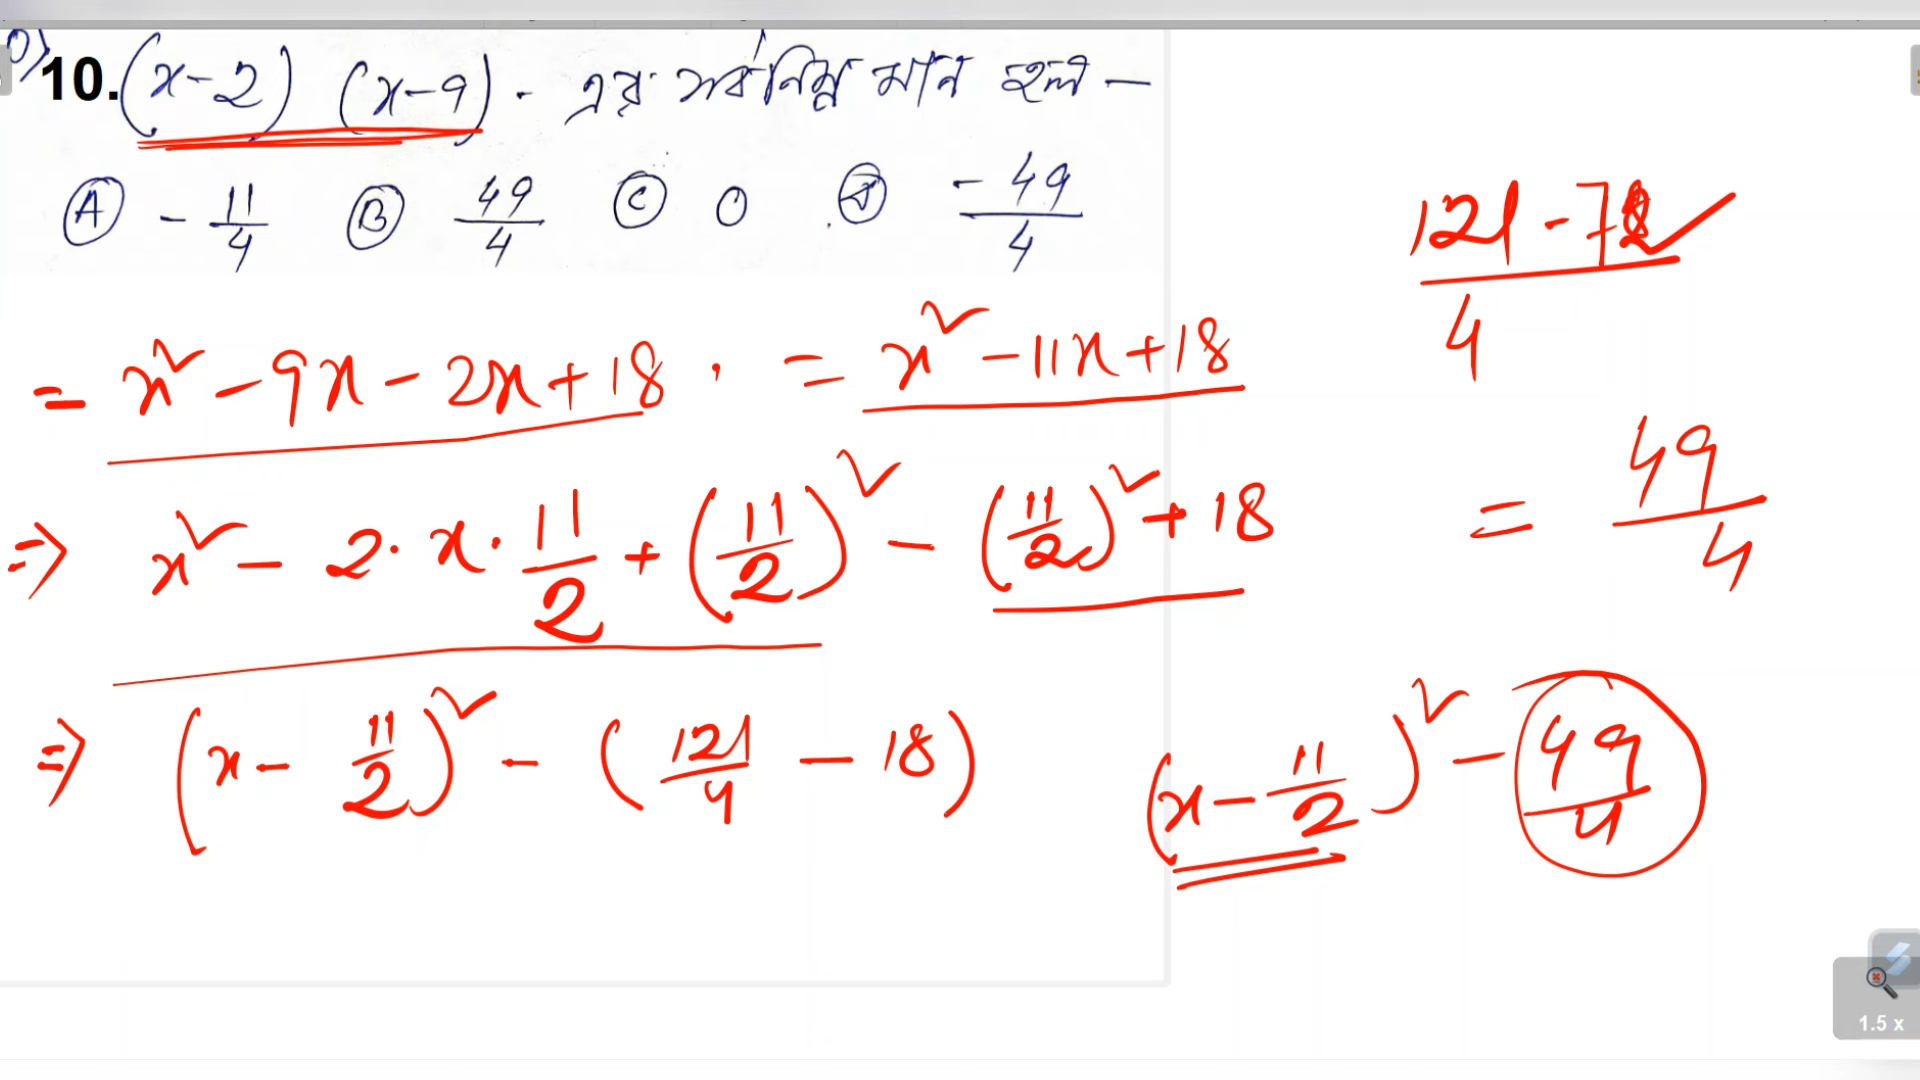 10. (x-2) (x-9). এর সর্বনিম্ন মান হল —
Ⓐ -11/4 Ⓑ 49/4 Ⓒ 0 Ⓓ -49/4
(121-72)/4
= x² - 9x - 2x + 18 . = x² - 11x + 18
= 49/4
⇒ x² - 2·x·11/2 + (11/2)² - (11/2)² + 18
⇒ (x - 11/2)² - (121/4 - 18)
(x - 11/2)² - 49/4
1.5 x